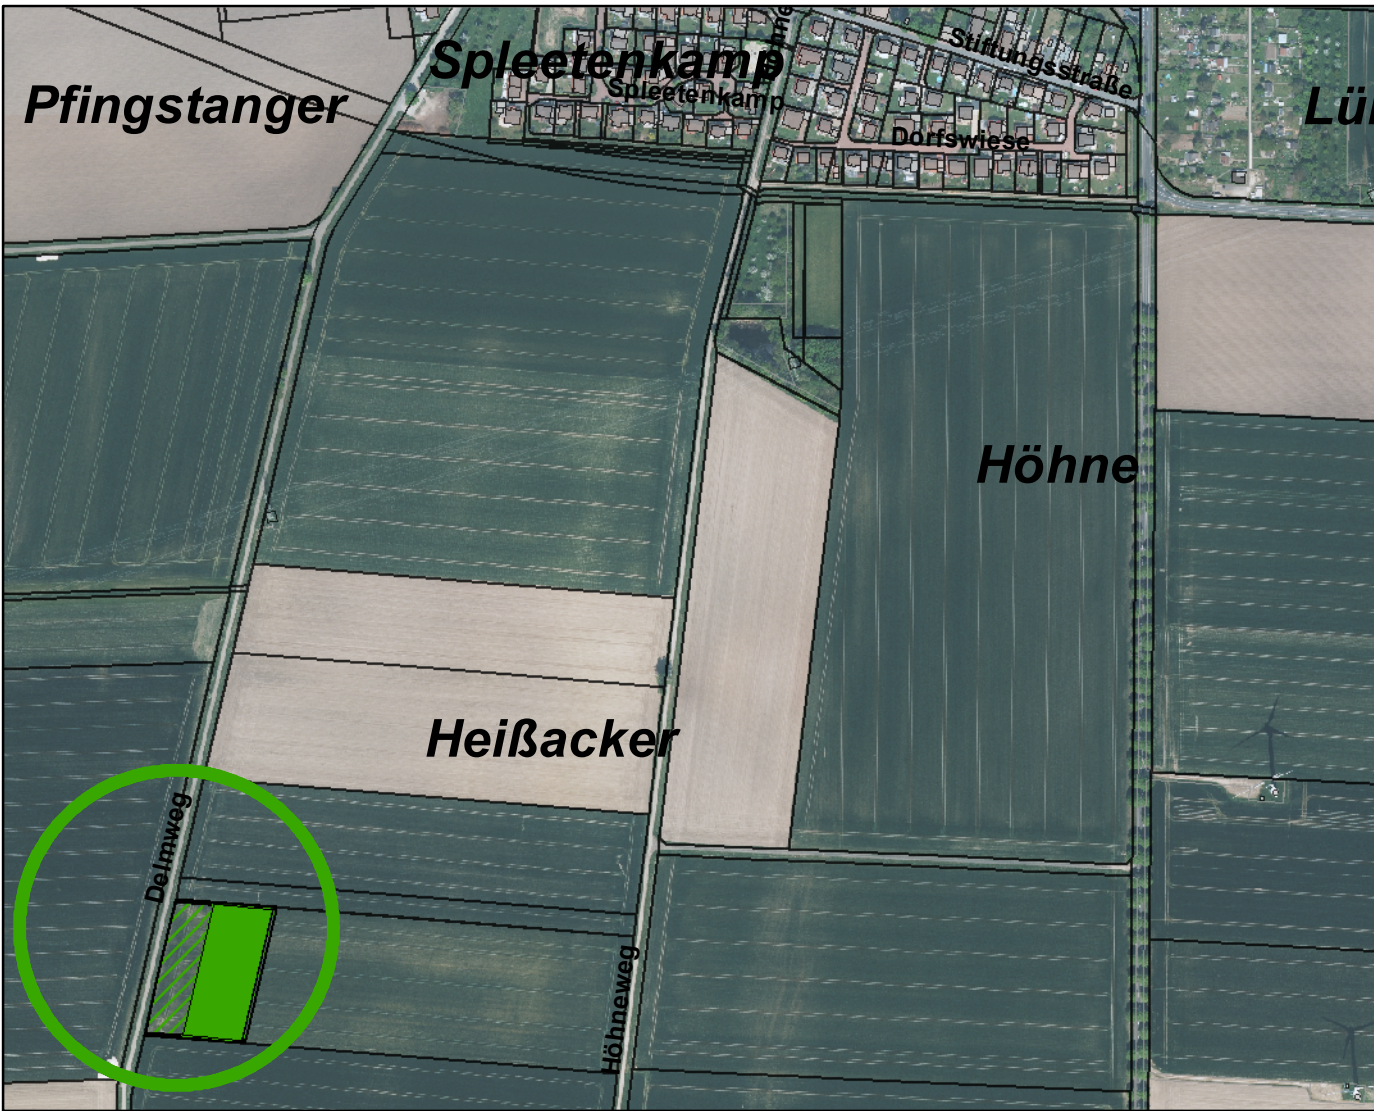 Spleetenkamp
Stiftungsstraße
Pfingstanger
Spleetenkamp
Dorfswiese
Höhne
Heißacker
Delmweg
Höhneweg